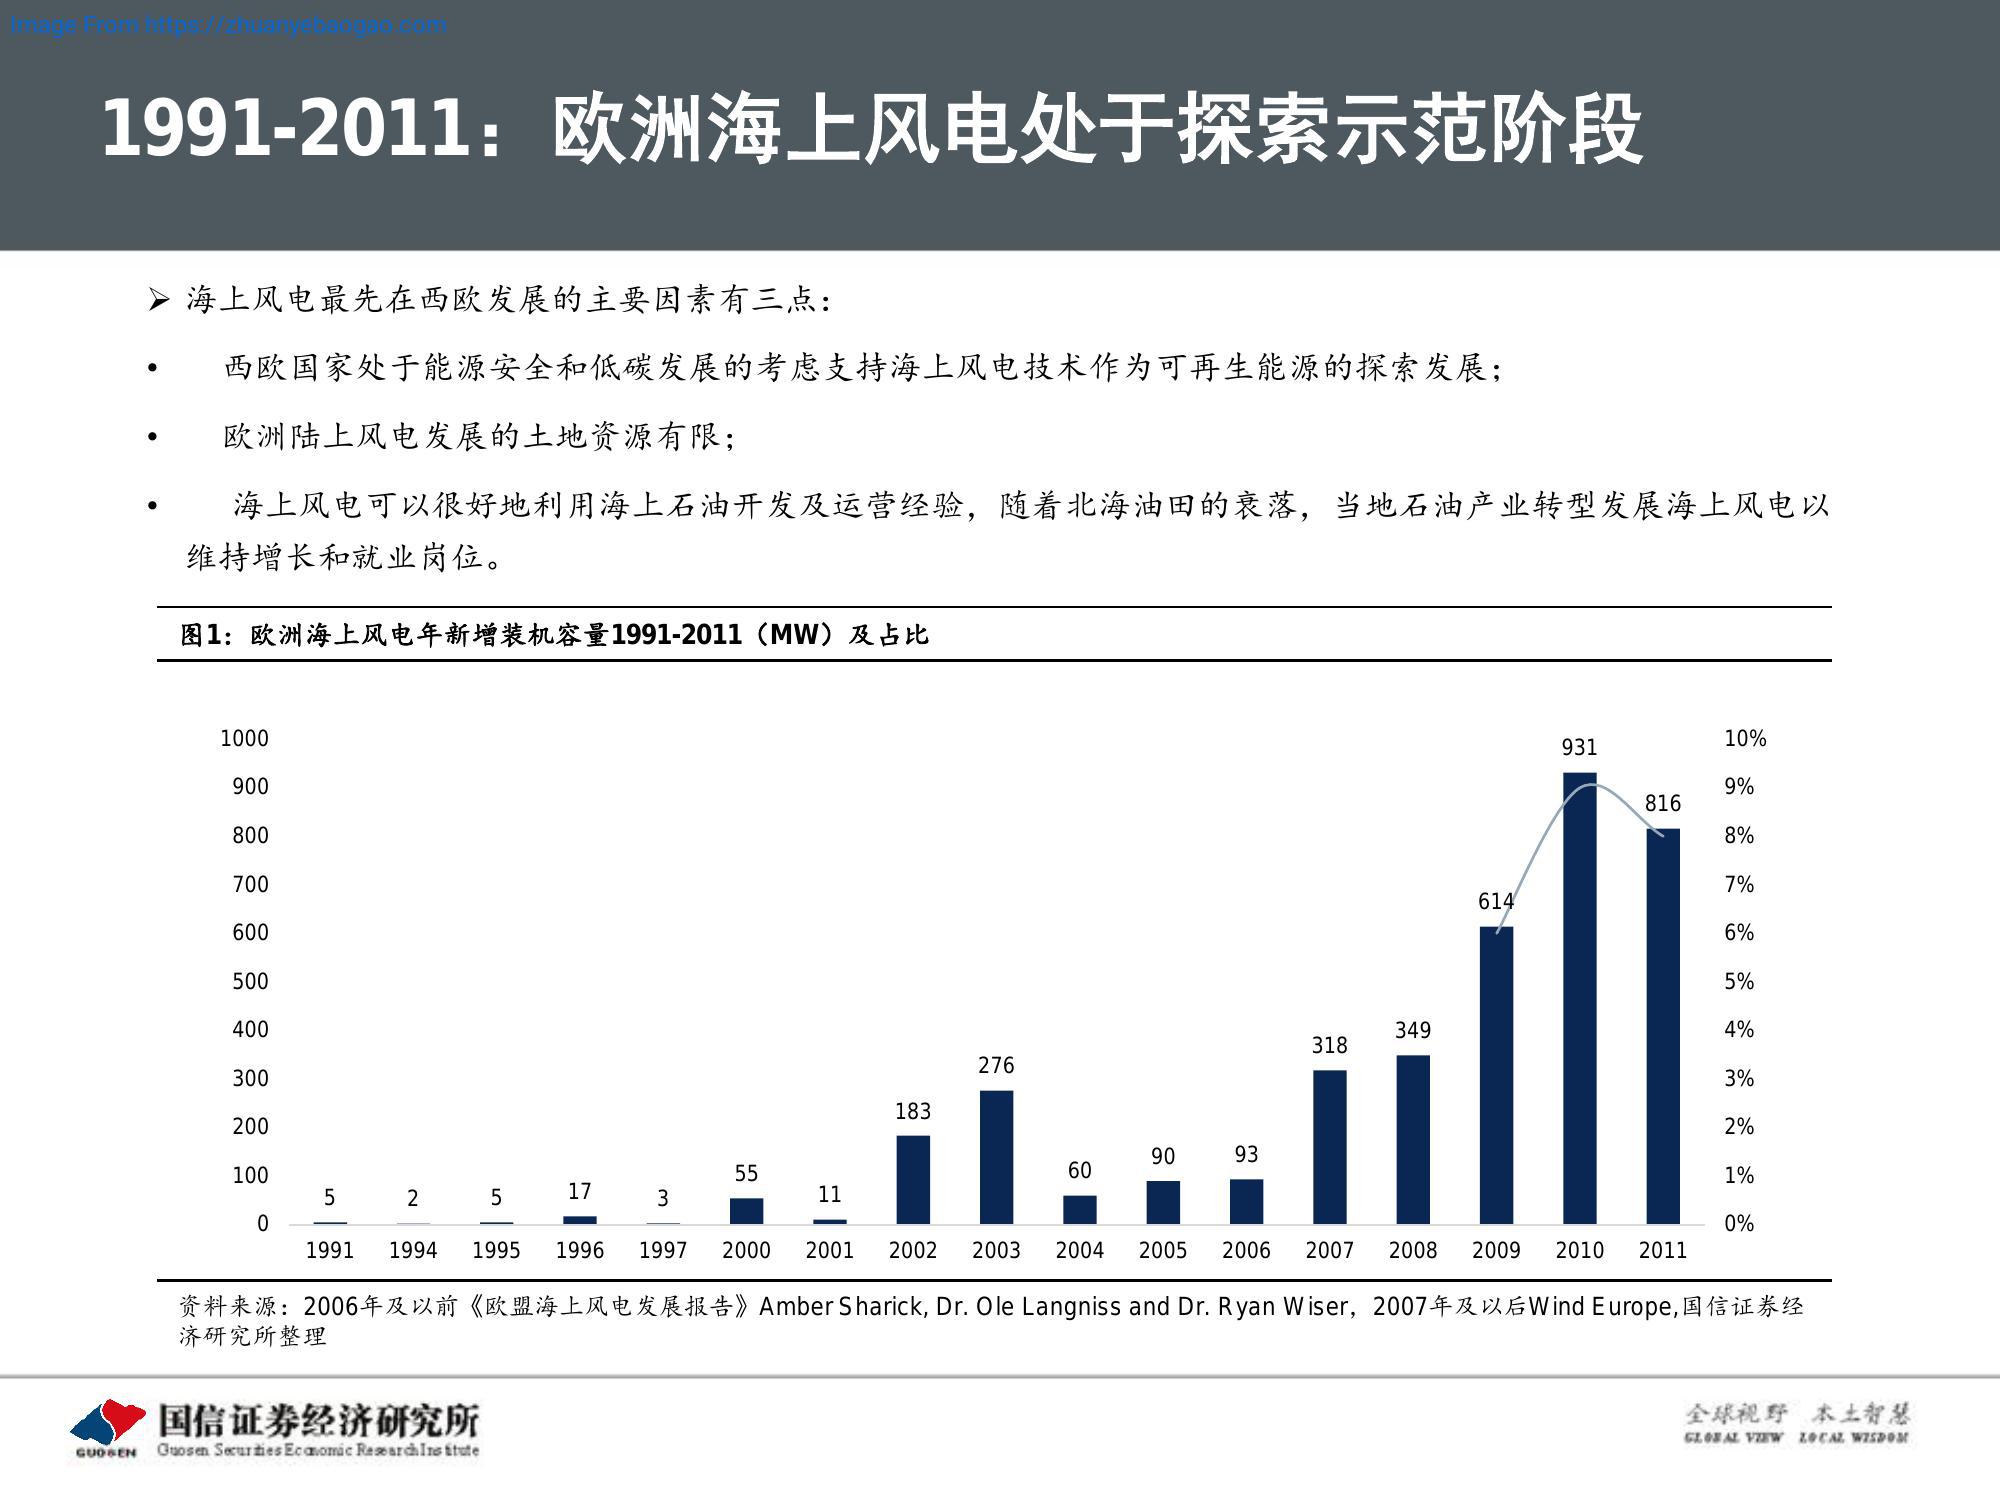 Image From https://zhuanyebaogao.com
1991-2011：欧洲海上风电处于探索示范阶段
➢ 海上风电最先在西欧发展的主要因素有三点：
• 西欧国家处于能源安全和低碳发展的考虑支持海上风电技术作为可再生能源的探索发展；
• 欧洲陆上风电发展的土地资源有限；
• 海上风电可以很好地利用海上石油开发及运营经验，随着北海油田的衰落，当地石油产业转型发展海上风电以
维持增长和就业岗位。
图1：欧洲海上风电年新增装机容量1991-2011（MW）及占比
1000
900
800
700
600
500
400
300
200
100
0
5 2 5 17 3 55 11 183 276 60 90 93 318 349 614 931 816
10%
9%
8%
7%
6%
5%
4%
3%
2%
1%
0%
1991 1994 1995 1996 1997 2000 2001 2002 2003 2004 2005 2006 2007 2008 2009 2010 2011
资料来源：2006年及以前《欧盟海上风电发展报告》Amber Sharick, Dr. Ole Langniss and Dr. Ryan Wiser，2007年及以后Wind Europe,国信证券经
济研究所整理
GUOSEN
国信证券经济研究所
Guosen Securities Economic Research Institute
全球视野 本土智慧
GLOBAL VIEW LOCAL WISDOM